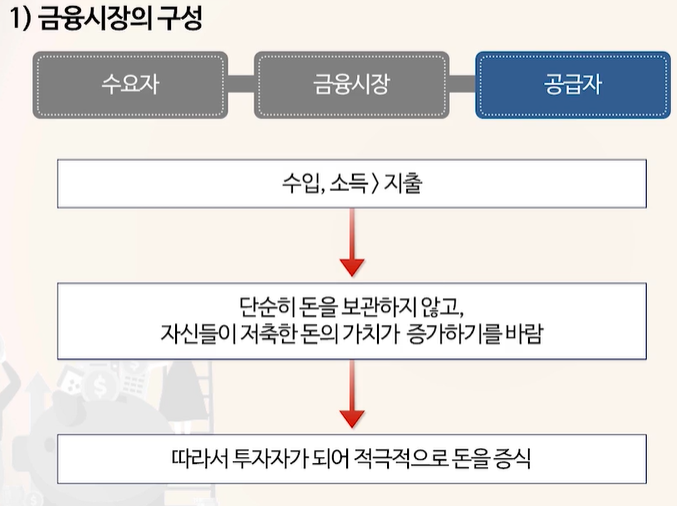 1) 금융시장의 구성
수요자
금융시장
공급자
수입, 소득 > 지출
단순히 돈을 보관하지 않고,
자신들이 저축한 돈의 가치가 증가하기를 바람
따라서 투자자가 되어 적극적으로 돈을 증식
$